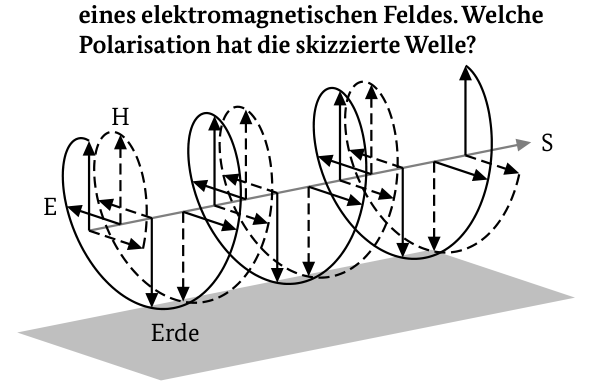 eines elektromagnetischen Feldes. Welche
Polarisation hat die skizzierte Welle?
H
S
E
Erde